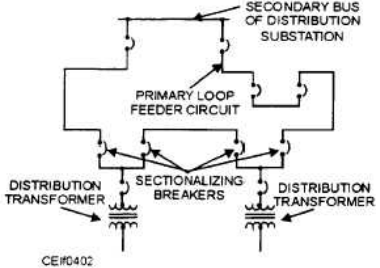 SECONDARY BUS
OF DISTRIBUTION
SUBSTATION
PRIMARY LOOP
FEEDER CIRCUIT
DISTRIBUTION
TRANSFORMER
SECTIONALIZING
BREAKERS
DISTRIBUTION
TRANSFORMER
CEIf0402